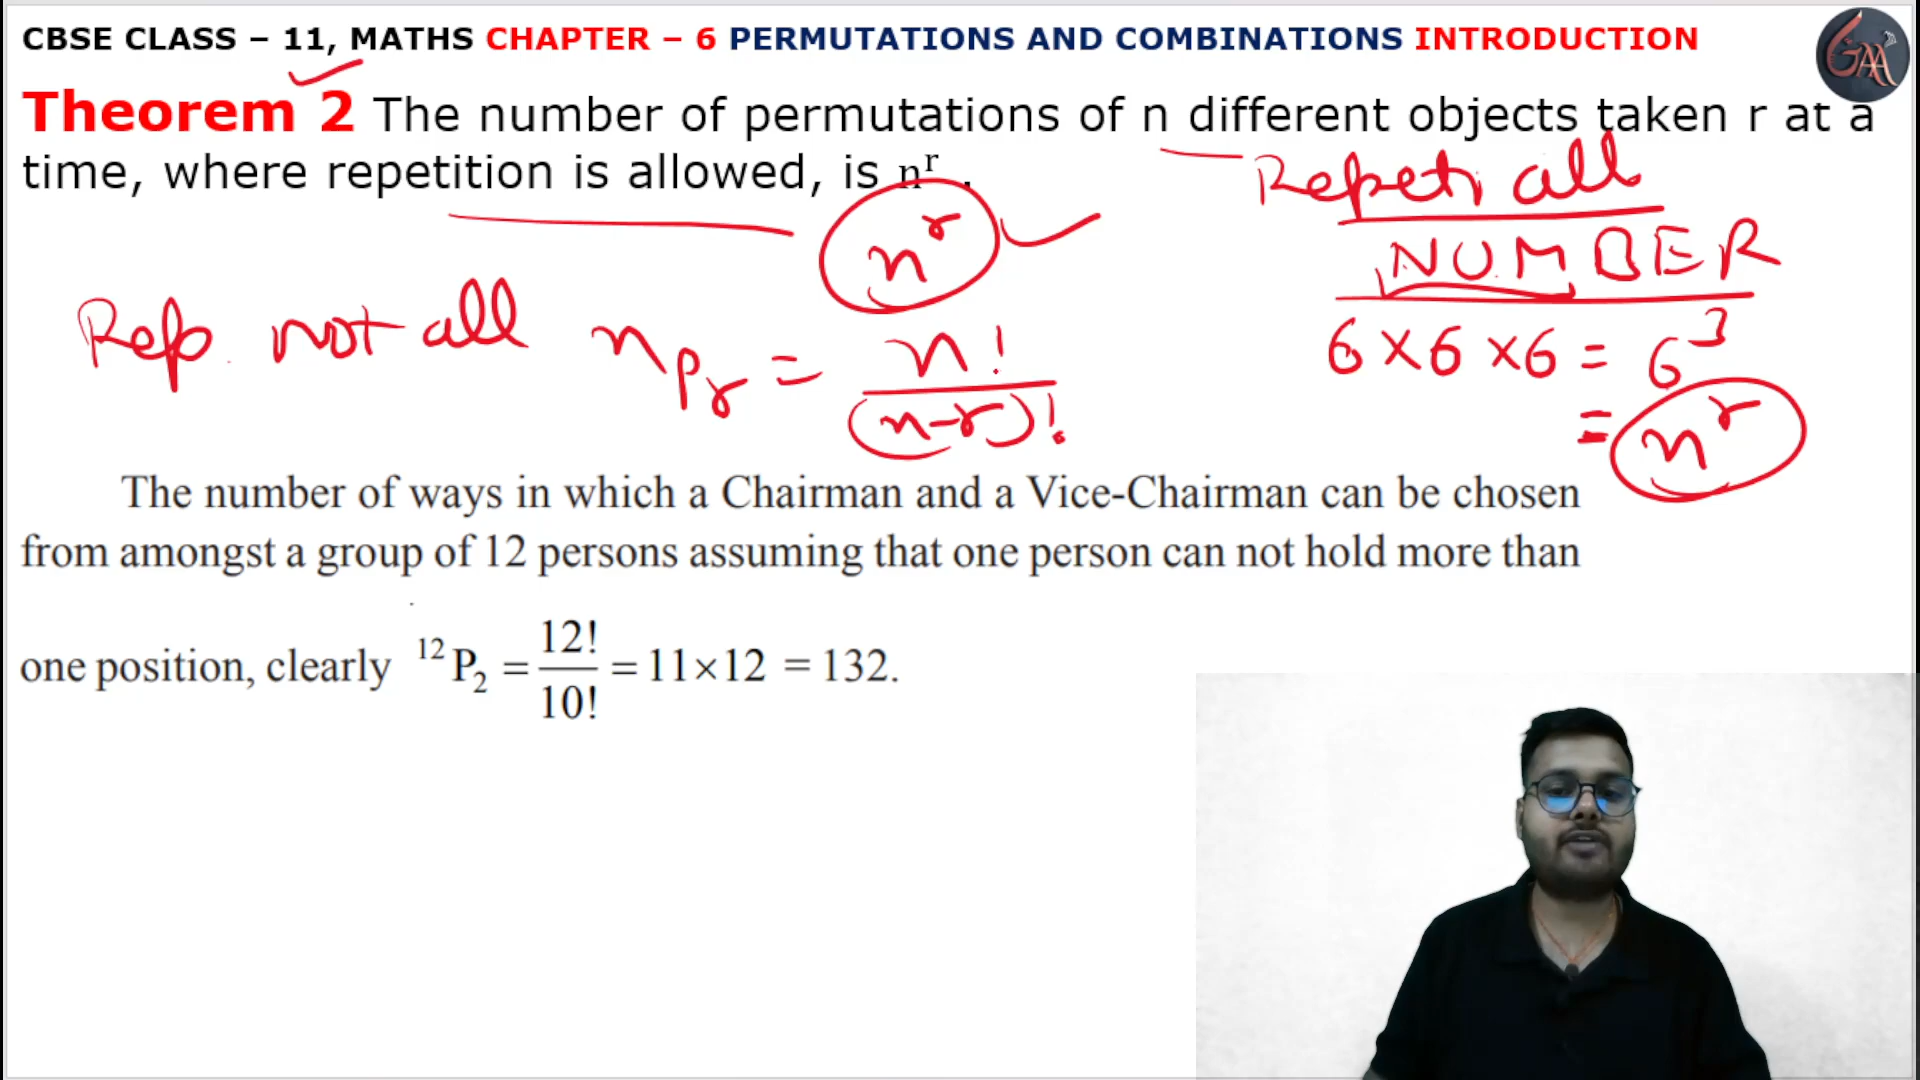 CBSE CLASS – 11, MATHS CHAPTER – 6 PERMUTATIONS AND COMBINATIONS INTRODUCTION
Theorem 2 The number of permutations of n different objects taken r at a
time, where repetition is allowed, is nʳ .
Repeti all
nʳ
NUMBER
Rep. not all nPr = n! / (n-r)!
6 × 6 × 6 = 6³
= nʳ
The number of ways in which a Chairman and a Vice-Chairman can be chosen
from amongst a group of 12 persons assuming that one person can not hold more than
one position, clearly ¹²P₂ = 12!/10! = 11×12 = 132.